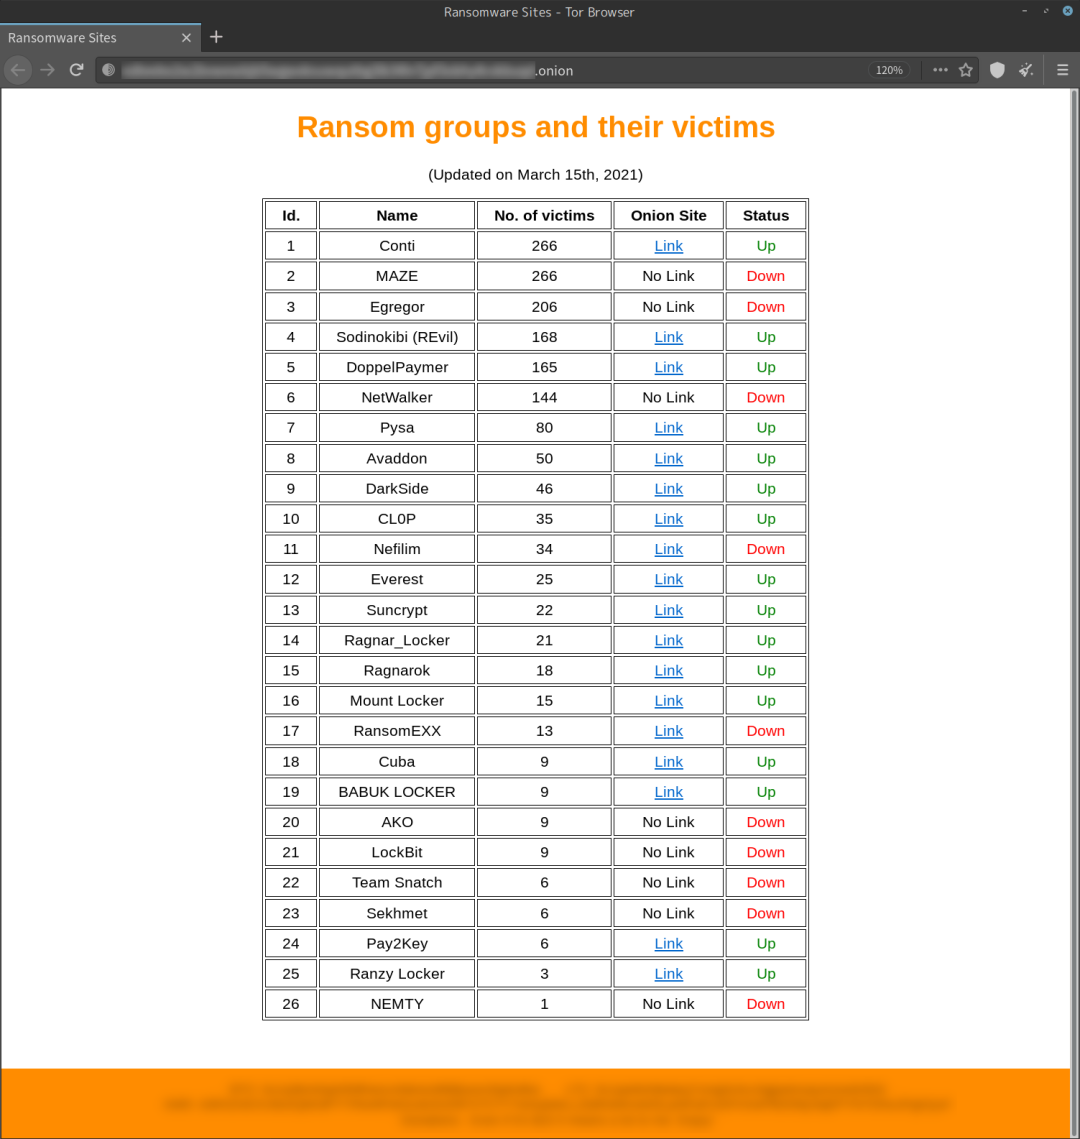 Ransomware Sites - Tor Browser
Ransomware Sites
.onion 120%
Ransom groups and their victims
(Updated on March 15th, 2021)
Id. Name No. of victims Onion Site Status
1 Conti 266 Link Up
2 MAZE 266 No Link Down
3 Egregor 206 No Link Down
4 Sodinokibi (REvil) 168 Link Up
5 DoppelPaymer 165 Link Up
6 NetWalker 144 No Link Down
7 Pysa 80 Link Up
8 Avaddon 50 Link Up
9 DarkSide 46 Link Up
10 CL0P 35 Link Up
11 Nefilim 34 Link Down
12 Everest 25 Link Up
13 Suncrypt 22 Link Up
14 Ragnar_Locker 21 Link Up
15 Ragnarok 18 Link Up
16 Mount Locker 15 Link Up
17 RansomEXX 13 Link Down
18 Cuba 9 Link Up
19 BABUK LOCKER 9 Link Up
20 AKO 9 No Link Down
21 LockBit 9 No Link Down
22 Team Snatch 6 No Link Down
23 Sekhmet 6 No Link Down
24 Pay2Key 6 Link Up
25 Ranzy Locker 3 Link Up
26 NEMTY 1 No Link Down